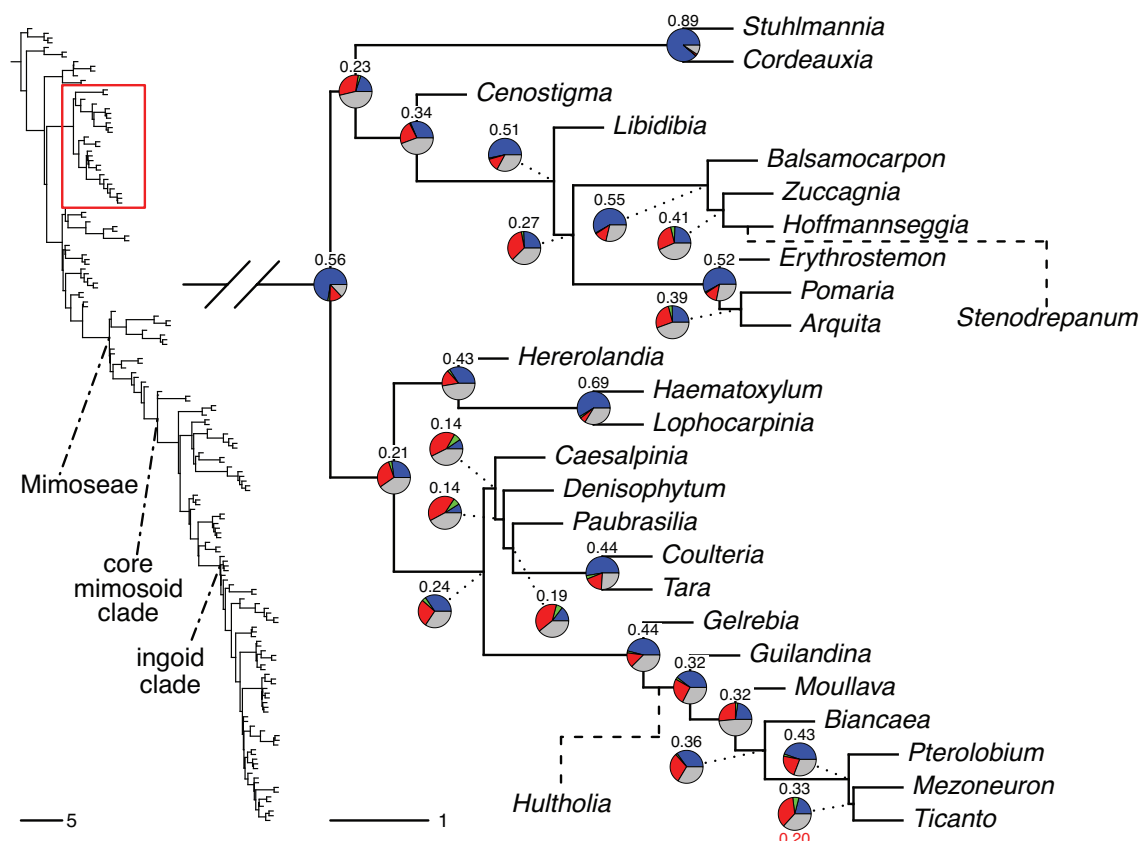 0.89
Stuhlmannia
Cordeauxia
0.23
Cenostigma
0.34
0.51
Libidibia
Balsamocarpon
0.55
Zuccagnia
0.27
0.41
Hoffmannseggia
0.56
0.52
Erythrostemon
Pomaria
0.39
Arquita
Stenodrepanum
0.43
Hererolandia
0.69
Haematoxylum
Lophocarpinia
0.14
0.21
Caesalpinia
Mimoseae
0.14
Denisophytum
Paubrasilia
0.44
Coulteria
core
mimosoid
clade
Tara
0.24
0.19
Gelrebia
0.44
ingoid
clade
Guilandina
0.32
Moullava
0.32
Biancaea
0.43
0.36
Pterolobium
Mezoneuron
0.33
Hultholia
Ticanto
0.20
5
1